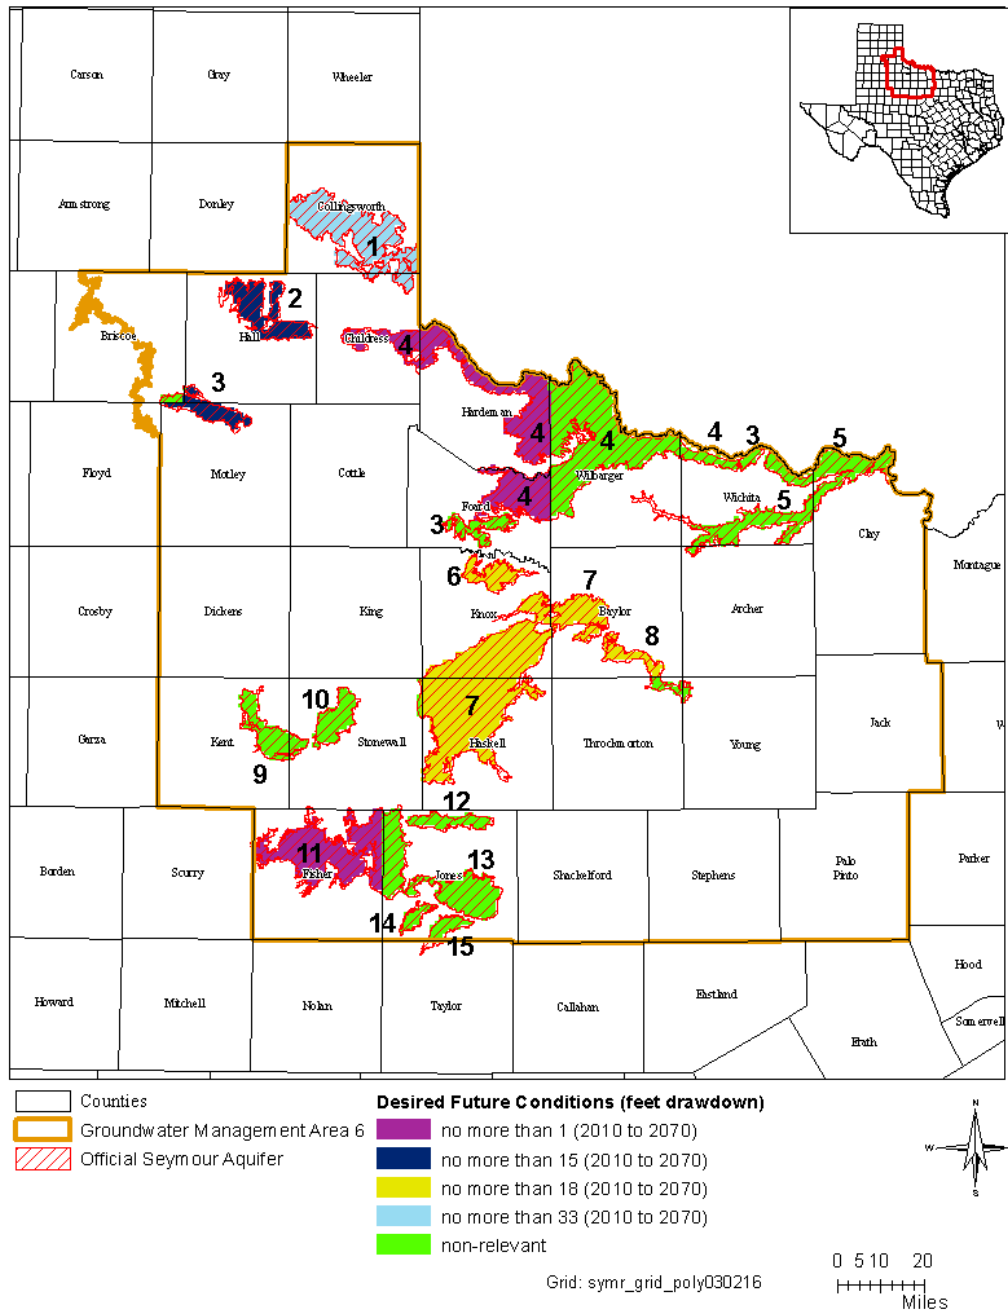 Carson
Gray
Wheeler
Armstrong
Donley
Collingsworth
1
2
Briscoe
Hall
Childress
4
3
Hardeman
4
4
4
3
5
Floyd
Motley
Cottle
Wilbarger
Wichita
5
4
Foard
3
Clay
6
Montague
7
Crosby
Dickens
King
Knox
Baylor
Archer
8
10
7
Garza
Kent
Stonewall
Haskell
Throckmorton
Young
Jack
9
12
11
13
Borden
Scurry
Fisher
Jones
Shackelford
Stephens
Palo
Pinto
Parker
14
15
Hood
Howard
Mitchell
Nolan
Taylor
Callahan
Eastland
Somervell
Erath
Counties
Groundwater Management Area 6
Official Seymour Aquifer
Desired Future Conditions (feet drawdown)
no more than 1 (2010 to 2070)
no more than 15 (2010 to 2070)
no more than 18 (2010 to 2070)
no more than 33 (2010 to 2070)
non-relevant
Grid: symr_grid_poly030216
N
W
E
S
0 5 10 20
Miles